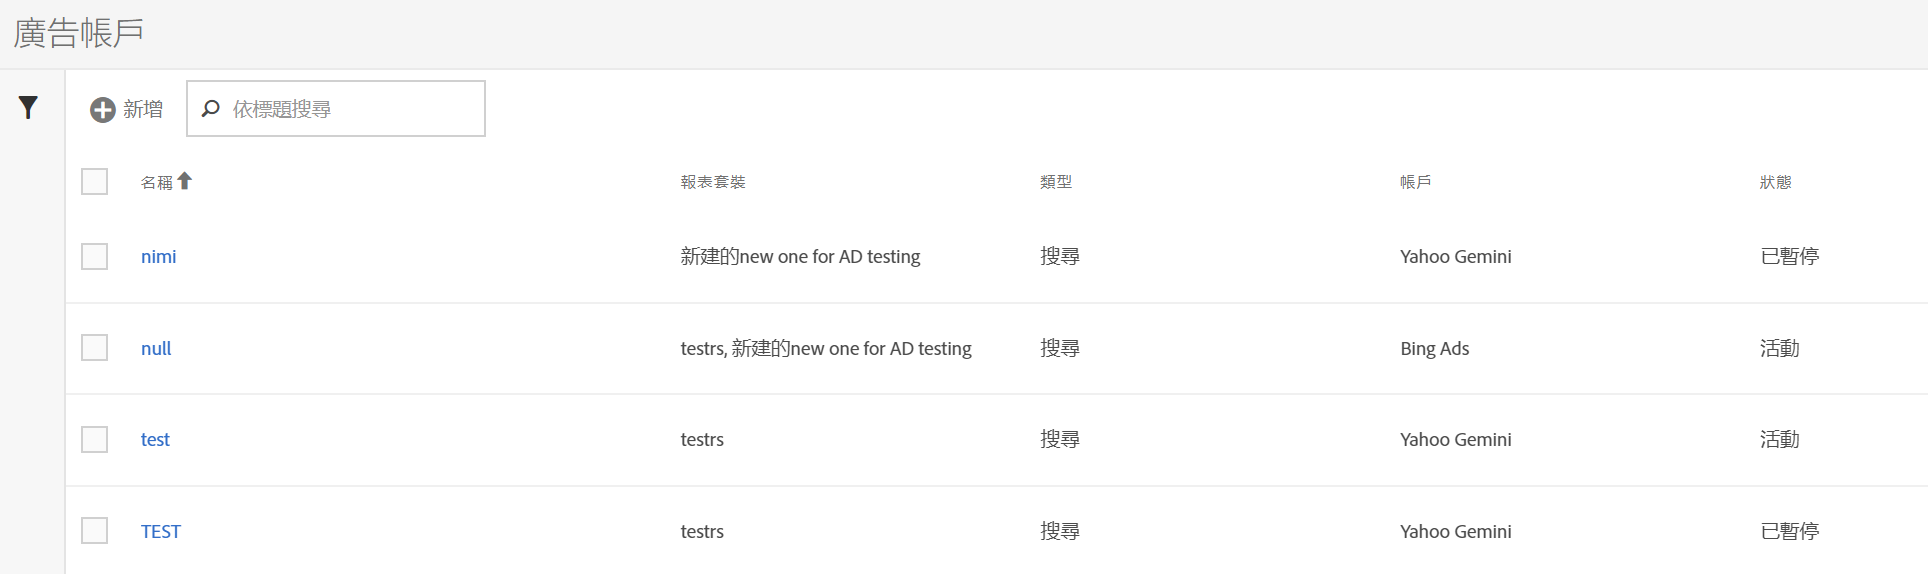 廣告帳戶
新增 依標題搜尋
名稱 報表套裝 類型 帳戶 狀態
nimi 新建的new one for AD testing 搜尋 Yahoo Gemini 已暫停
null testrs, 新建的new one for AD testing 搜尋 Bing Ads 活動
test testrs 搜尋 Yahoo Gemini 活動
TEST testrs 搜尋 Yahoo Gemini 已暫停